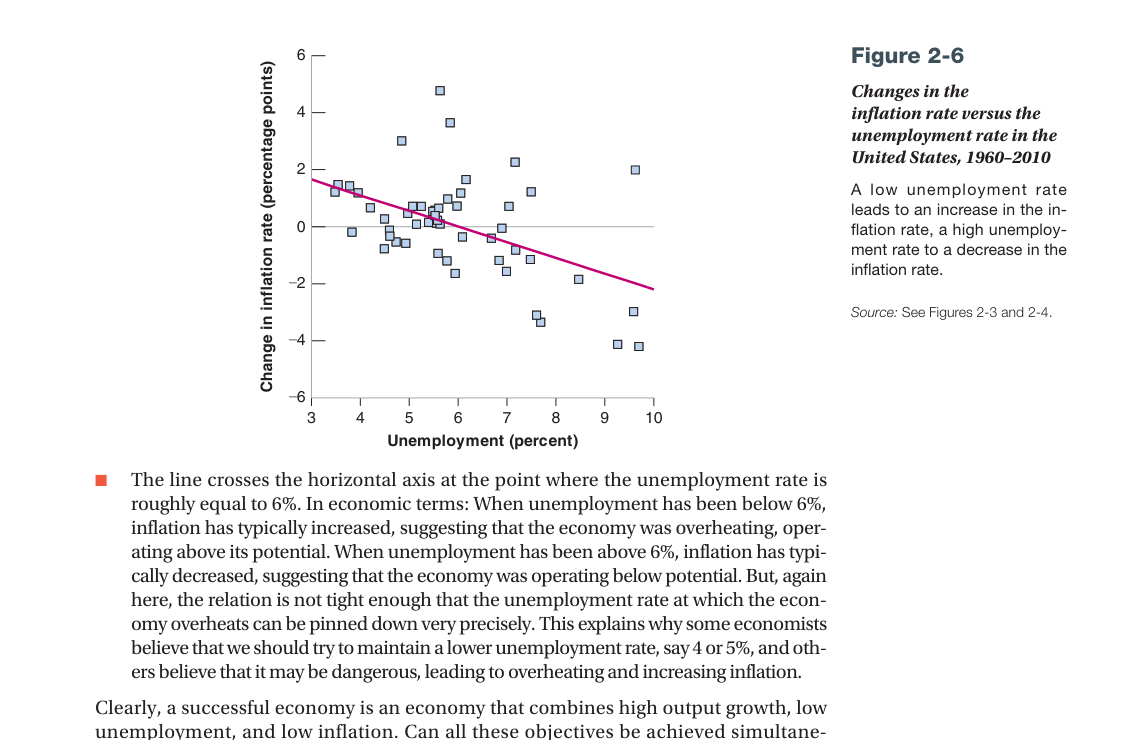 6
4
2
0
–2
–4
–6
Change in inflation rate (percentage points)
3 4 5 6 7 8 9 10
Unemployment (percent)
Figure 2-6
Changes in the
inflation rate versus the
unemployment rate in the
United States, 1960–2010
A low unemployment rate
leads to an increase in the in-
flation rate, a high unemploy-
ment rate to a decrease in the
inflation rate.
Source: See Figures 2-3 and 2-4.
The line crosses the horizontal axis at the point where the unemployment rate is
roughly equal to 6%. In economic terms: When unemployment has been below 6%,
inflation has typically increased, suggesting that the economy was overheating, oper-
ating above its potential. When unemployment has been above 6%, inflation has typi-
cally decreased, suggesting that the economy was operating below potential. But, again
here, the relation is not tight enough that the unemployment rate at which the econ-
omy overheats can be pinned down very precisely. This explains why some economists
believe that we should try to maintain a lower unemployment rate, say 4 or 5%, and oth-
ers believe that it may be dangerous, leading to overheating and increasing inflation.
Clearly, a successful economy is an economy that combines high output growth, low
unemployment, and low inflation. Can all these objectives be achieved simultane-